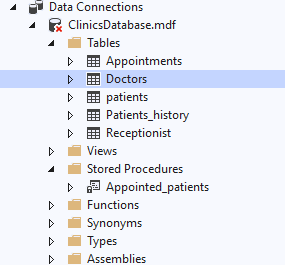 Data Connections
ClinicsDatabase.mdf
Tables
Appointments
Doctors
patients
Patients_history
Receptionist
Views
Stored Procedures
Appointed_patients
Functions
Synonyms
Types
Assemblies